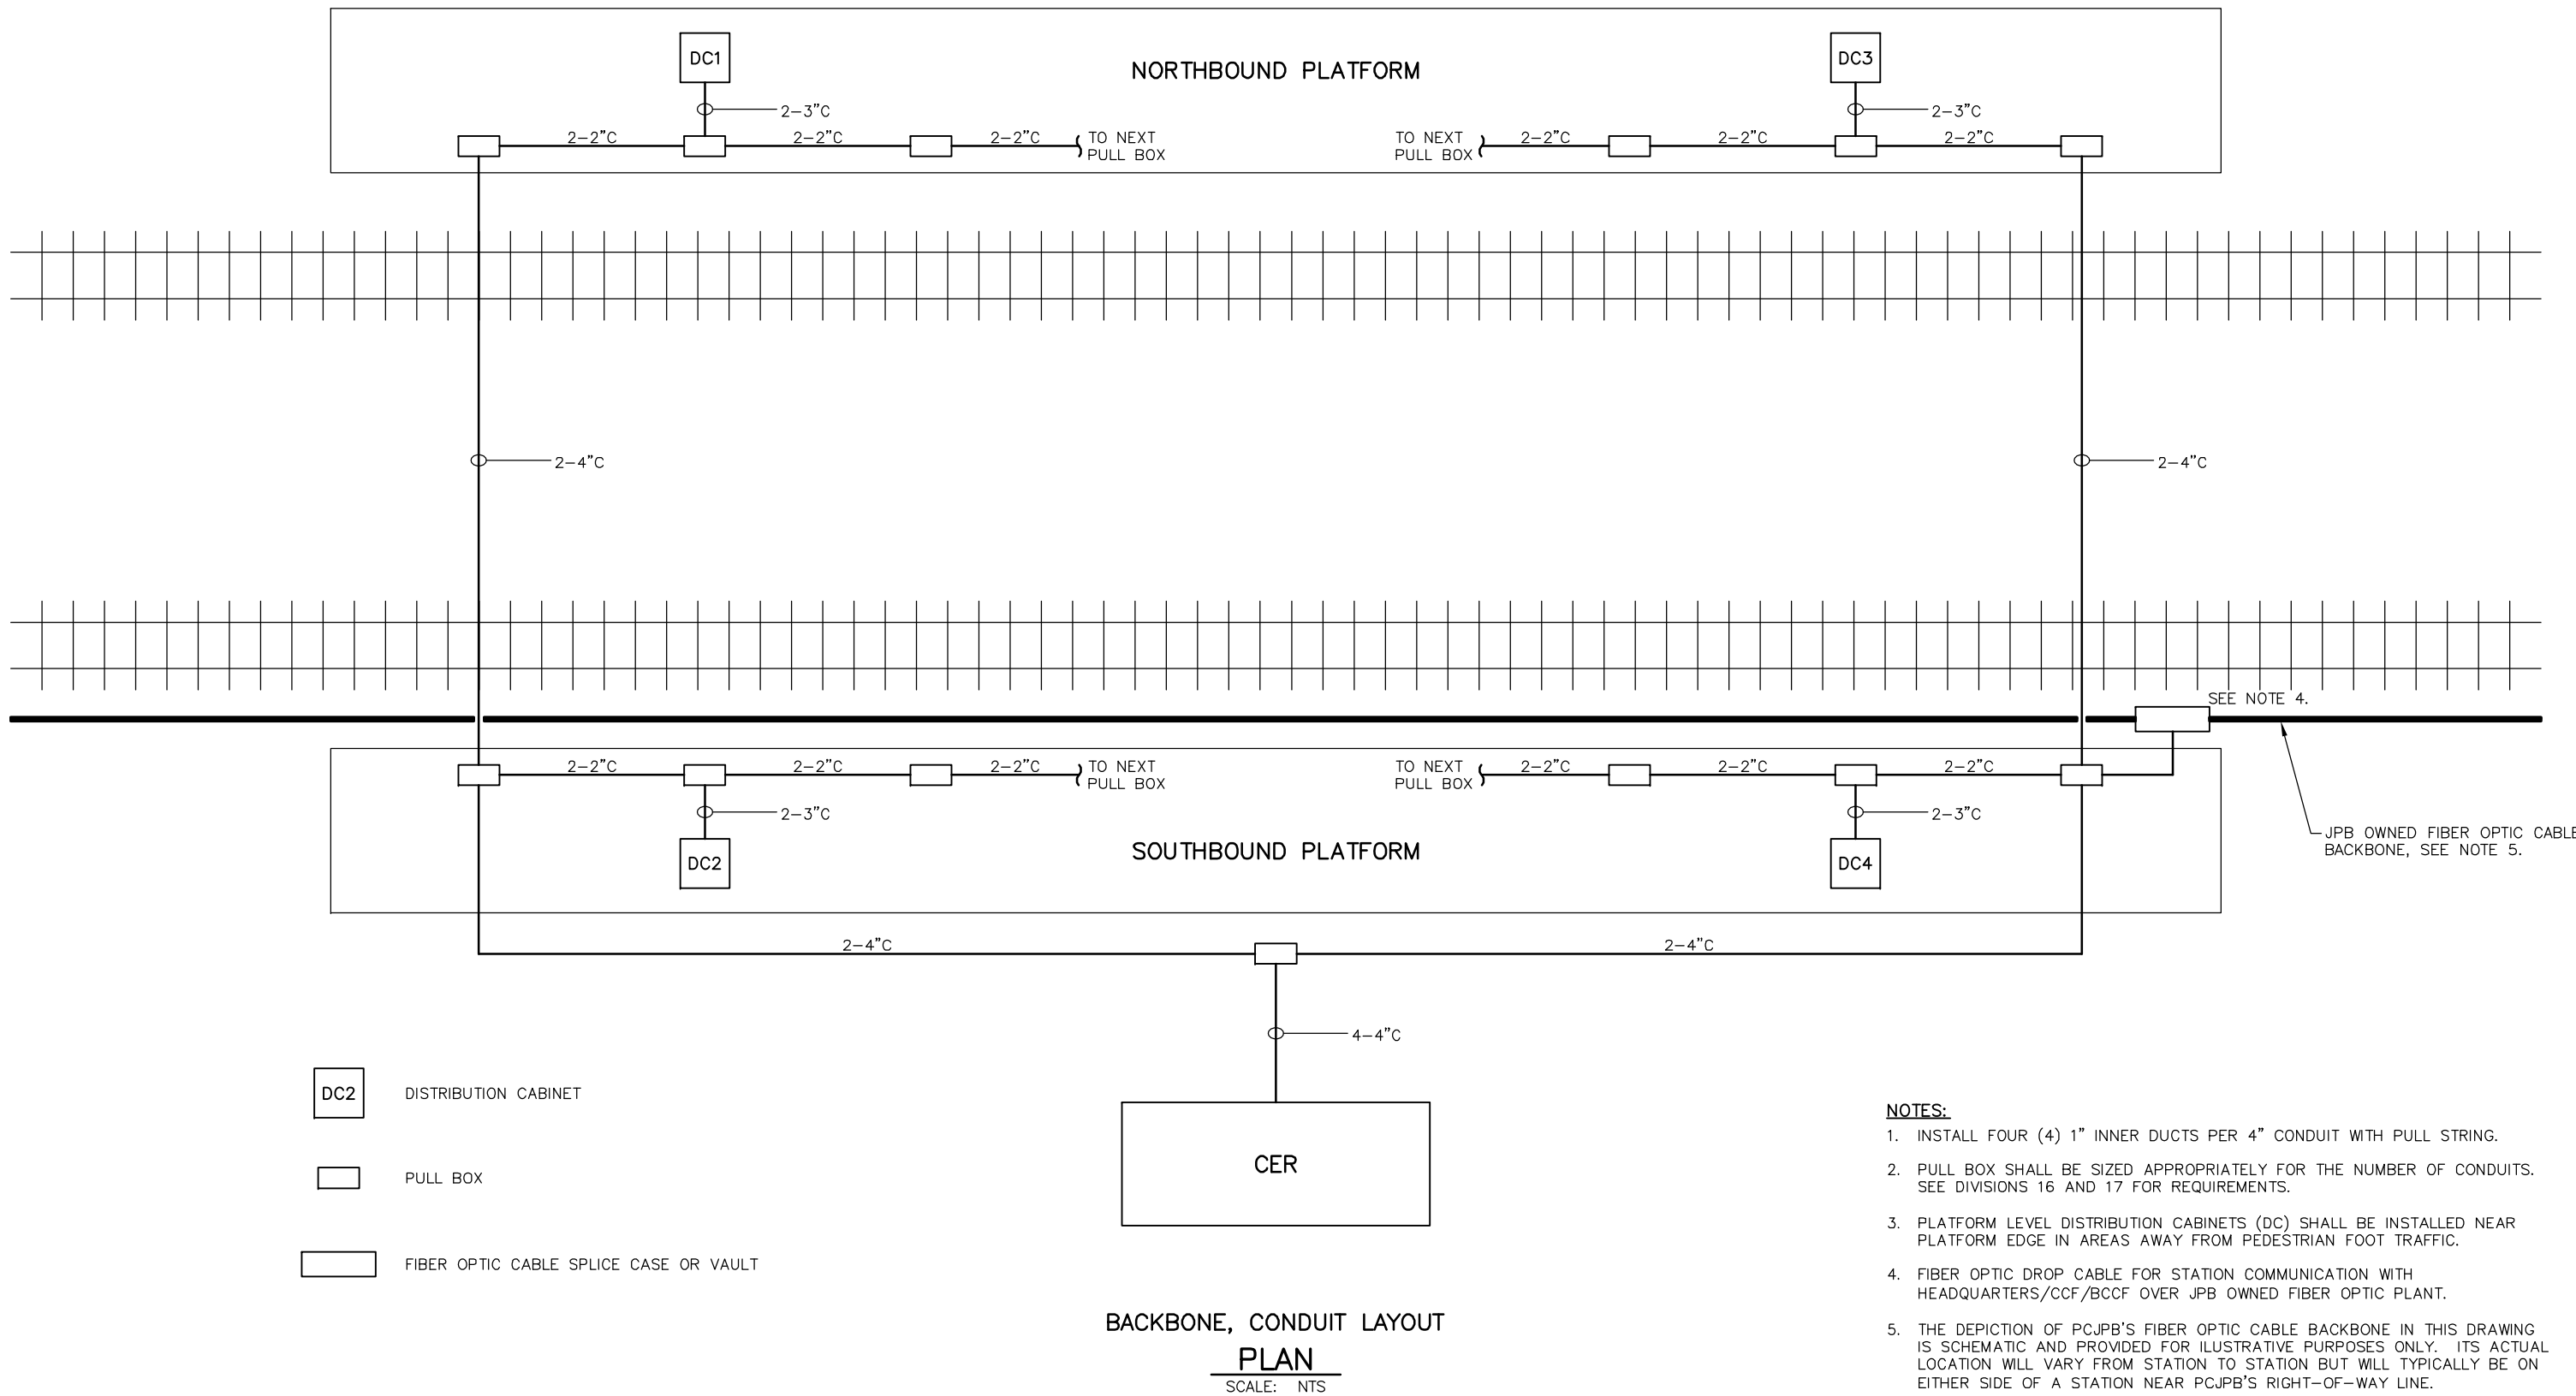 DC1
NORTHBOUND PLATFORM
DC3
2-3"C
2-3"C
2-2"C
2-2"C
2-2"C
TO NEXT
PULL BOX
TO NEXT
PULL BOX
2-2"C
2-2"C
2-2"C
2-4"C
2-4"C
SEE NOTE 4.
2-2"C
2-2"C
2-2"C
TO NEXT
PULL BOX
TO NEXT
PULL BOX
2-2"C
2-2"C
2-2"C
2-3"C
2-3"C
JPB OWNED FIBER OPTIC CABLE
BACKBONE, SEE NOTE 5.
DC2
SOUTHBOUND PLATFORM
DC4
2-4"C
2-4"C
4-4"C
CER
DC2
DISTRIBUTION CABINET
PULL BOX
FIBER OPTIC CABLE SPLICE CASE OR VAULT
BACKBONE, CONDUIT LAYOUT
PLAN
SCALE: NTS
NOTES:
1. INSTALL FOUR (4) 1" INNER DUCTS PER 4" CONDUIT WITH PULL STRING.
2. PULL BOX SHALL BE SIZED APPROPRIATELY FOR THE NUMBER OF CONDUITS.
SEE DIVISIONS 16 AND 17 FOR REQUIREMENTS.
3. PLATFORM LEVEL DISTRIBUTION CABINETS (DC) SHALL BE INSTALLED NEAR
PLATFORM EDGE IN AREAS AWAY FROM PEDESTRIAN FOOT TRAFFIC.
4. FIBER OPTIC DROP CABLE FOR STATION COMMUNICATION WITH
HEADQUARTERS/CCF/BCCF OVER JPB OWNED FIBER OPTIC PLANT.
5. THE DEPICTION OF PCJPB'S FIBER OPTIC CABLE BACKBONE IN THIS DRAWING
IS SCHEMATIC AND PROVIDED FOR ILUSTRATIVE PURPOSES ONLY. ITS ACTUAL
LOCATION WILL VARY FROM STATION TO STATION BUT WILL TYPICALLY BE ON
EITHER SIDE OF A STATION NEAR PCJPB'S RIGHT-OF-WAY LINE.